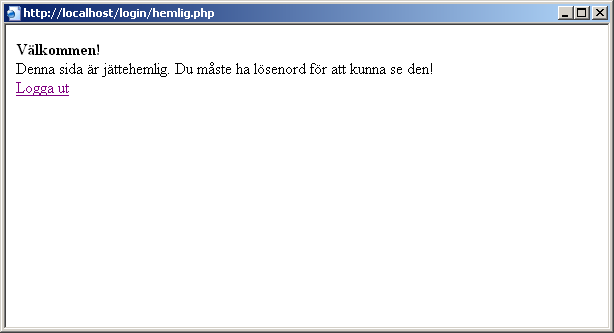 http://localhost/login/hemlig.php
Välkommen!
Denna sida är jättehemlig. Du måste ha lösenord för att kunna se den!
Logga ut